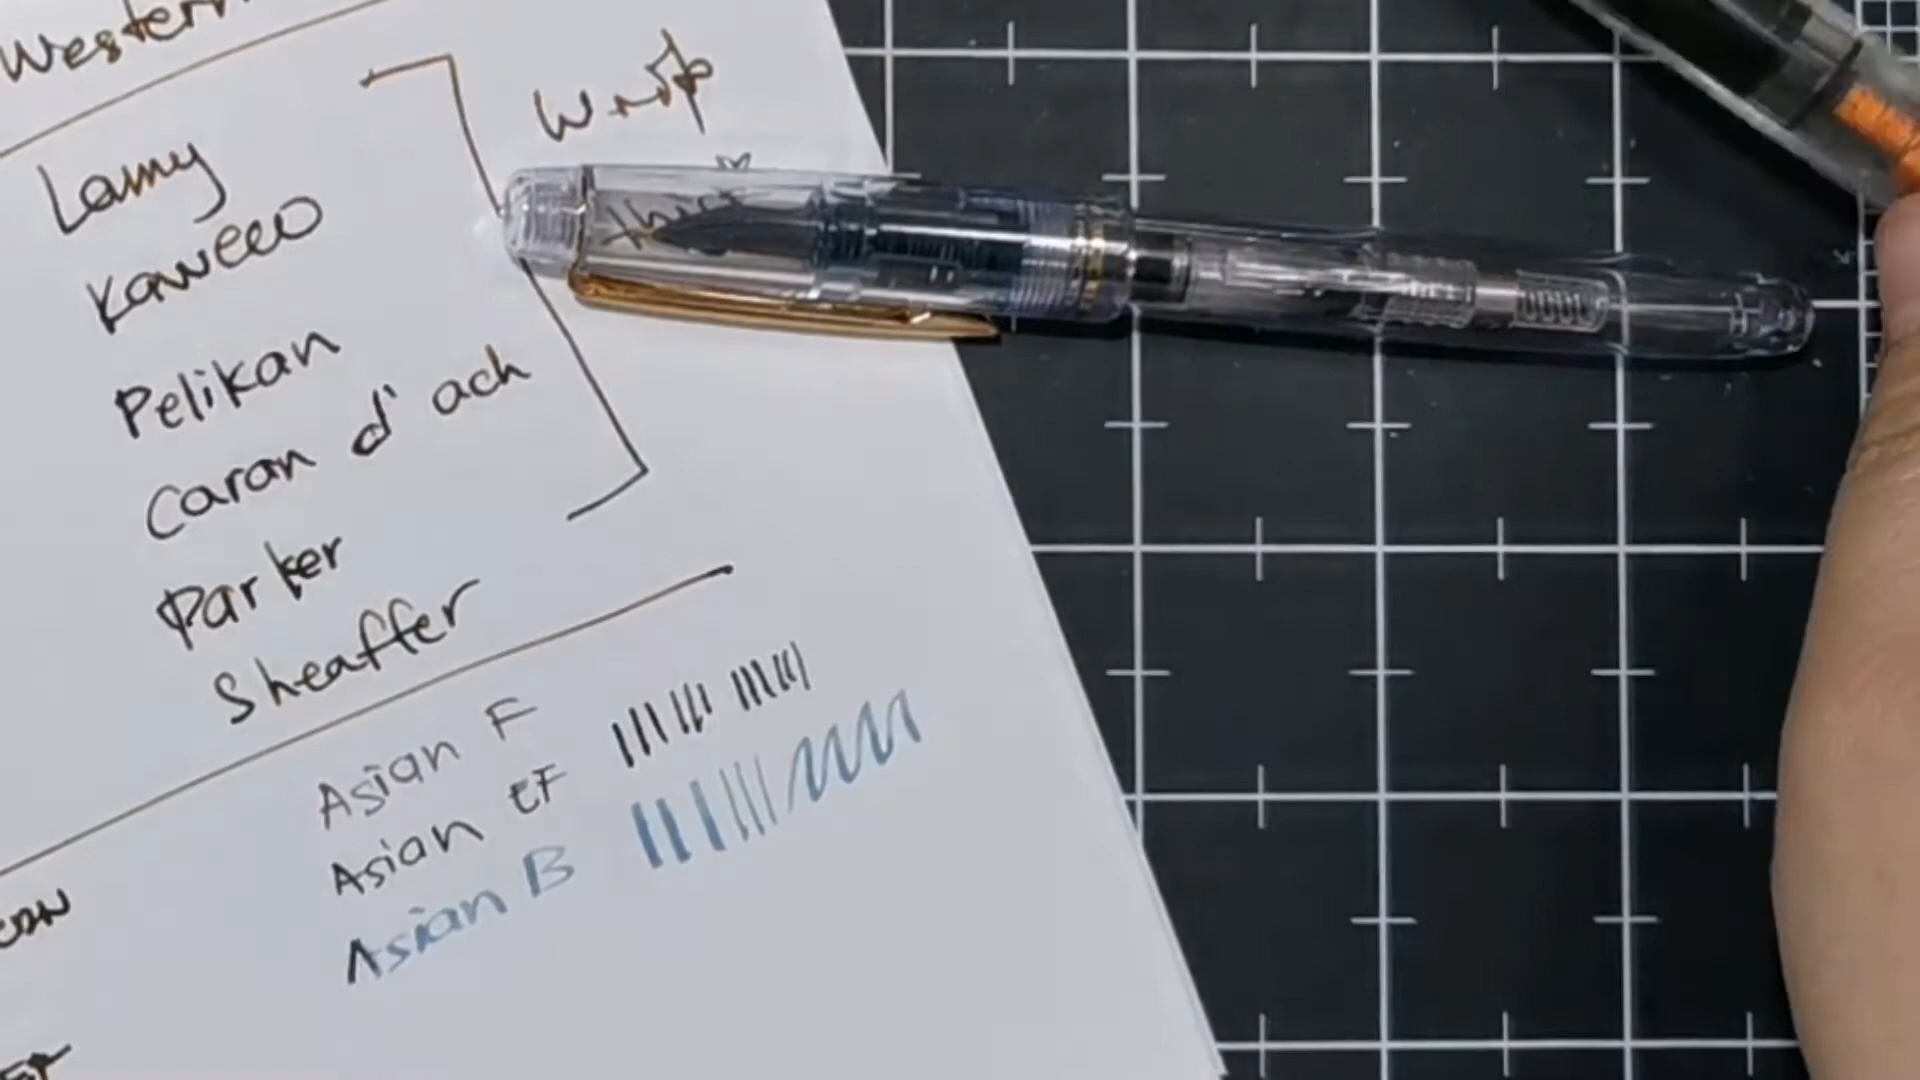 Western
Lamy
Kaweco
Pelikan
Caran d' ach
Parker
Sheaffer
Asian F
Asian EF
Asian B